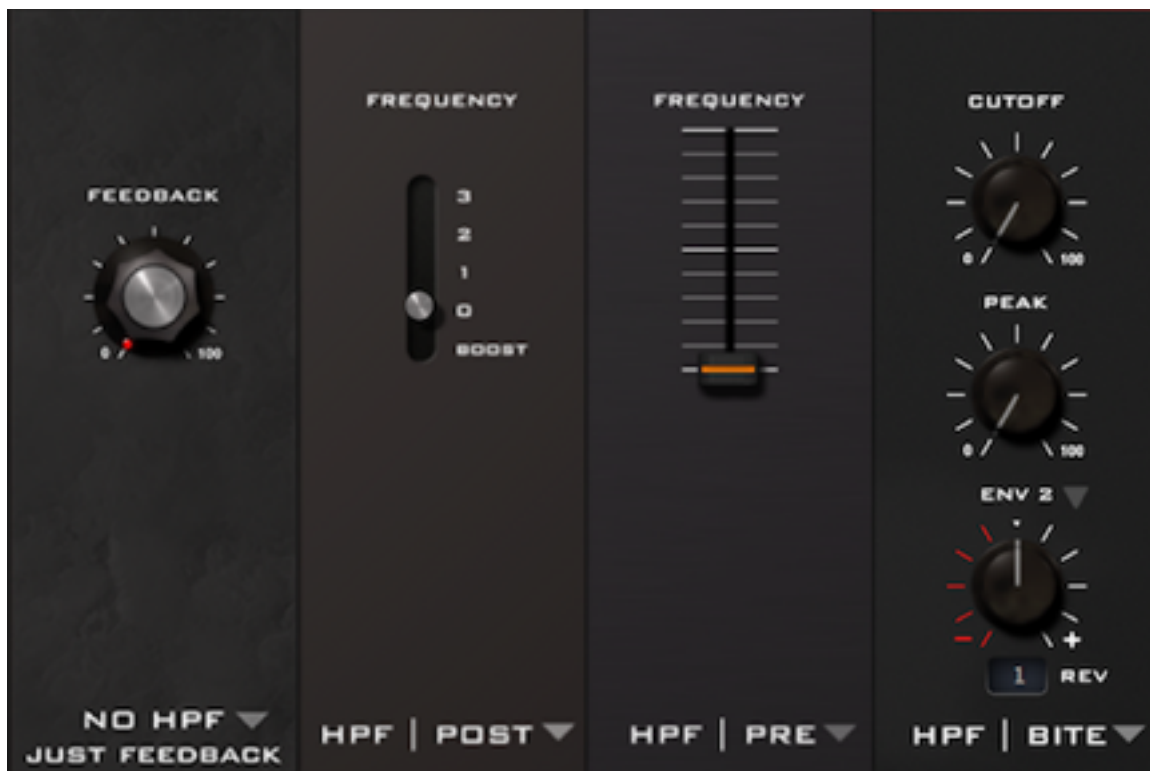 FEEDBACK
0 100
NO HPF
JUST FEEDBACK
FREQUENCY
3
2
1
0
BOOST
HPF | POST
FREQUENCY
HPF | PRE
CUTOFF
0 100
PEAK
0 100
ENV 2
- +
1 REV
HPF | BITE